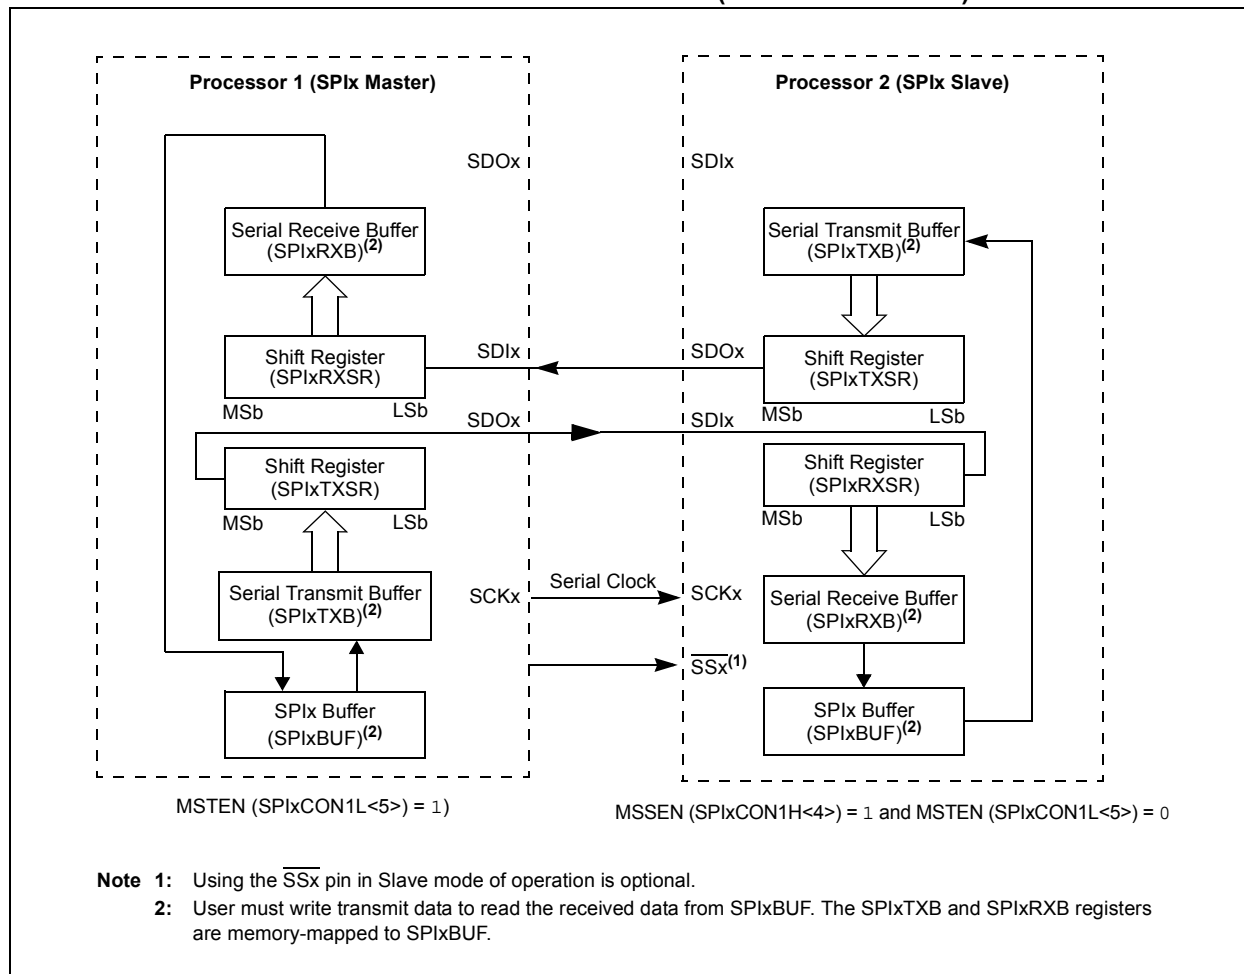 Processor 1 (SPIx Master)
SDOx
Serial Receive Buffer
(SPIxRXB)(2)
Shift Register
(SPIxRXSR)
MSb
LSb
SDIx
SDOx
Shift Register
(SPIxTXSR)
MSb
LSb
Serial Transmit Buffer
(SPIxTXB)(2)
SCKx
SPIx Buffer
(SPIxBUF)(2)
MSTEN (SPIxCON1L<5>) = 1)
Serial Clock
Processor 2 (SPIx Slave)
SDIx
Serial Transmit Buffer
(SPIxTXB)(2)
SDOx
Shift Register
(SPIxTXSR)
MSb
LSb
SDIx
Shift Register
(SPIxRXSR)
MSb
LSb
SCKx
Serial Receive Buffer
(SPIxRXB)(2)
SSx(1)
SPIx Buffer
(SPIxBUF)(2)
MSSEN (SPIxCON1H<4>) = 1 and MSTEN (SPIxCON1L<5>) = 0
Note 1: Using the SSx pin in Slave mode of operation is optional.
2: User must write transmit data to read the received data from SPIxBUF. The SPIxTXB and SPIxRXB registers
are memory-mapped to SPIxBUF.